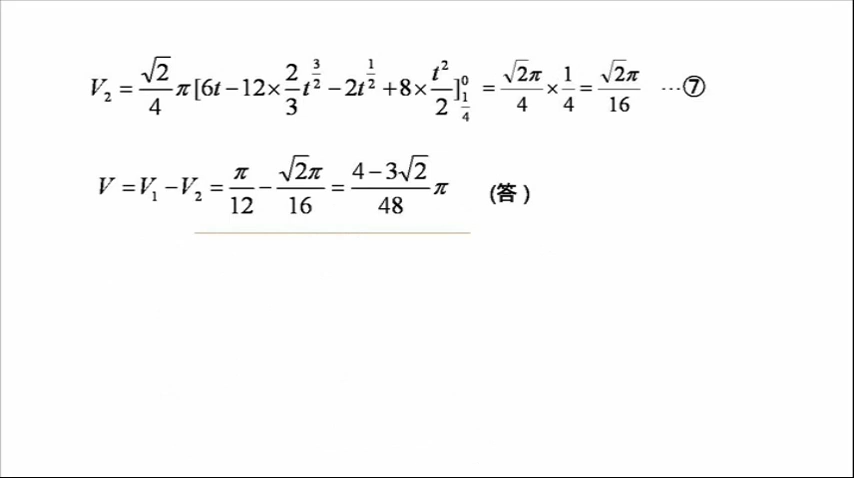 V₂ = √2/4 π[6t−12×2/3 t^(3/2) −2t^(1/2) +8×t²/2]_(1/4)^0 = √2π/4 × 1/4 = √2π/16 …⑦
V = V₁ − V₂ = π/12 − √2π/16 = (4−3√2)/48 π (答)